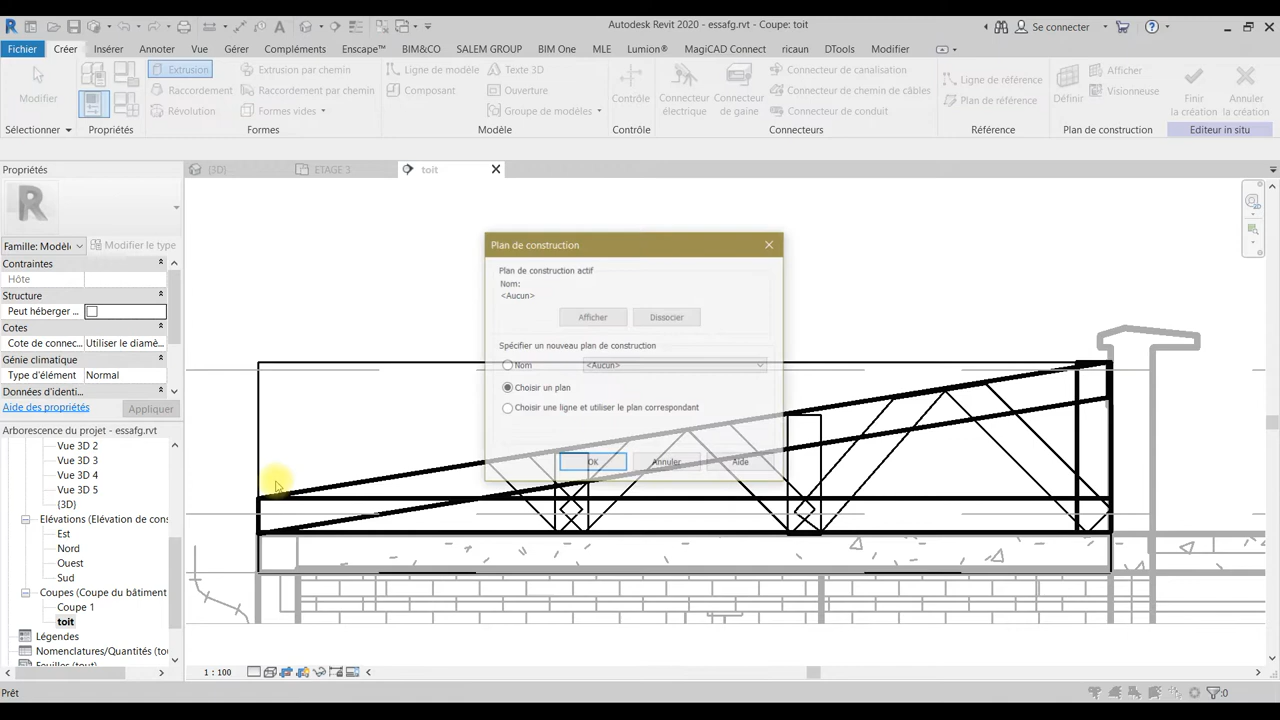 Autodesk Revit 2020 - essafg.rvt - Coupe: toit
Se connecter
Fichier Créer Insérer Annoter Vue Gérer Compléments Enscape™ BIM&CO SALEM GROUP BIM One MLE Lumion® MagiCAD Connect ricaun DTools Modifier
Modifier
Extrusion
Raccordement
Révolution
Extrusion par chemin
Raccordement par chemin
Formes vides
Ligne de modèle
Composant
Texte 3D
Ouverture
Groupe de modèles
Contrôle
Connecteur électrique
Connecteur de gaine
Connecteur de canalisation
Connecteur de chemin de câbles
Connecteur de conduit
Ligne de référence
Plan de référence
Définir
Afficher
Visionneuse
Finir la création
Annuler la création
Sélectionner Propriétés Formes Modèle Contrôle Connecteurs Référence Plan de construction Editeur in situ
Propriétés
{3D} ETAGE 3 toit
R
Famille: Modèl Modifier le type
Contraintes
Hôte
Structure
Peut héberger ...
Cotes
Cote de connec... Utiliser le diamè
Génie climatique
Type d'élément Normal
Données d'identi...
Aide des propriétés Appliquer
Arborescence du projet - essafg.rvt
Vue 3D 2
Vue 3D 3
Vue 3D 4
Vue 3D 5
{3D}
Elévations (Elévation de cons
Est
Nord
Ouest
Sud
Coupes (Coupe du bâtiment
Coupe 1
toit
Légendes
Nomenclatures/Quantités (tou
Feuilles (tout)
Plan de construction
Plan de construction actif
Nom:
<Aucun>
Afficher Dissocier
Spécifier un nouveau plan de construction
Nom <Aucun>
Choisir un plan
Choisir une ligne et utiliser le plan correspondant
OK Annuler Aide
1 : 100
Prêt
:0